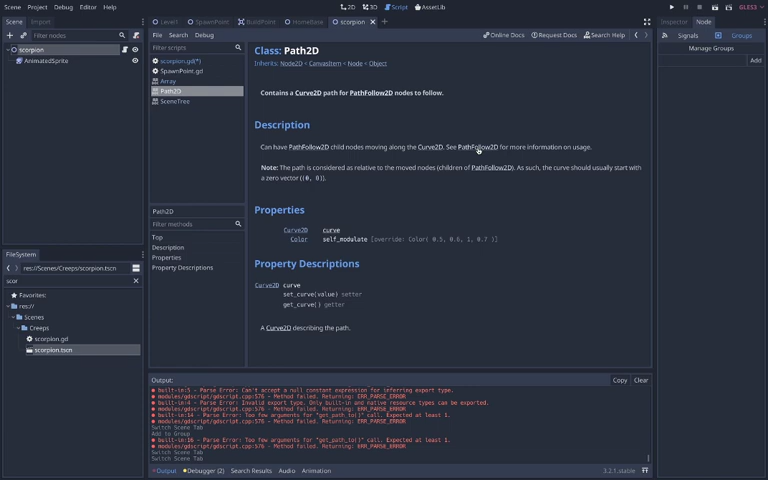 Scene Project Debug Editor Help
2D 3D Script AssetLib
GLES3
Scene Import
Level1 SpawnPoint BuildPoint HomeBase scorpion
Inspector Node
Filter nodes
File Search Debug
Online Docs Request Docs Search Help
Signals Groups
scorpion
AnimatedSprite
Filter scripts
scorpion.gd(*)
SpawnPoint.gd
Array
Path2D
SceneTree
Class: Path2D
Inherits: Node2D < CanvasItem < Node < Object
Contains a Curve2D path for PathFollow2D nodes to follow.
Description
Can have PathFollow2D child nodes moving along the Curve2D. See PathFollow2D for more information on usage.
Note: The path is considered as relative to the moved nodes (children of PathFollow2D). As such, the curve should usually start with
a zero vector ((0, 0)).
Properties
Curve2D curve
Color self_modulate [override: Color( 0.5, 0.6, 1, 0.7 )]
Property Descriptions
Curve2D curve
set_curve(value) setter
get_curve() getter
A Curve2D describing the path.
Manage Groups
Add
Path2D
Filter methods
Top
Description
Properties
Property Descriptions
FileSystem
res://Scenes/Creeps/scorpion.tscn
scor
Favorites:
res://
Scenes
Creeps
scorpion.gd
scorpion.tscn
Output:
Copy Clear
built-in:5 - Parse Error: Can't accept a null constant expression for inferring export type.
modules/gdscript/gdscript.cpp:576 - Method failed. Returning: ERR_PARSE_ERROR
built-in:4 - Parse Error: Invalid export type. Only built-in and native resource types can be exported.
modules/gdscript/gdscript.cpp:576 - Method failed. Returning: ERR_PARSE_ERROR
built-in:14 - Parse Error: Too few arguments for "get_path_to()" call. Expected at least 1.
modules/gdscript/gdscript.cpp:576 - Method failed. Returning: ERR_PARSE_ERROR
Switch Scene Tab
Add to Group
built-in:16 - Parse Error: Too few arguments for "get_path_to()" call. Expected at least 1.
modules/gdscript/gdscript.cpp:576 - Method failed. Returning: ERR_PARSE_ERROR
Switch Scene Tab
Switch Scene Tab
Output Debugger (2) Search Results Audio Animation
3.2.1.stable